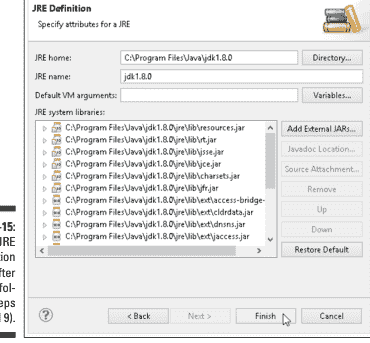 JRE Definition
Specify attributes for a JRE
JRE home: C:\Program Files\Java\jdk1.8.0 Directory...
JRE name: jdk1.8.0
Default VM arguments: Variables...
JRE system libraries:
C:\Program Files\Java\jdk1.8.0\jre\lib\resources.jar
C:\Program Files\Java\jdk1.8.0\jre\lib\rt.jar
C:\Program Files\Java\jdk1.8.0\jre\lib\jsse.jar
C:\Program Files\Java\jdk1.8.0\jre\lib\jce.jar
C:\Program Files\Java\jdk1.8.0\jre\lib\charsets.jar
C:\Program Files\Java\jdk1.8.0\jre\lib\jfr.jar
C:\Program Files\Java\jdk1.8.0\jre\lib\ext\access-bridge-
C:\Program Files\Java\jdk1.8.0\jre\lib\ext\cldrdata.jar
C:\Program Files\Java\jdk1.8.0\jre\lib\ext\dnsns.jar
C:\Program Files\Java\jdk1.8.0\jre\lib\ext\jaccess.jar
Add External JARs...
Javadoc Location...
Source Attachment...
Remove
Up
Down
Restore Default
-15:
JRE
tion
fter
fol-
eps
9).
< Back
Next >
Finish
Cancel